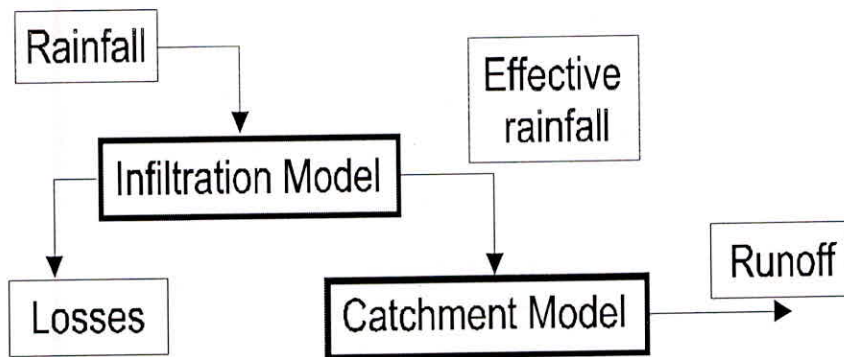 Rainfall
Effective
rainfall
Infiltration Model
Runoff
Losses
Catchment Model